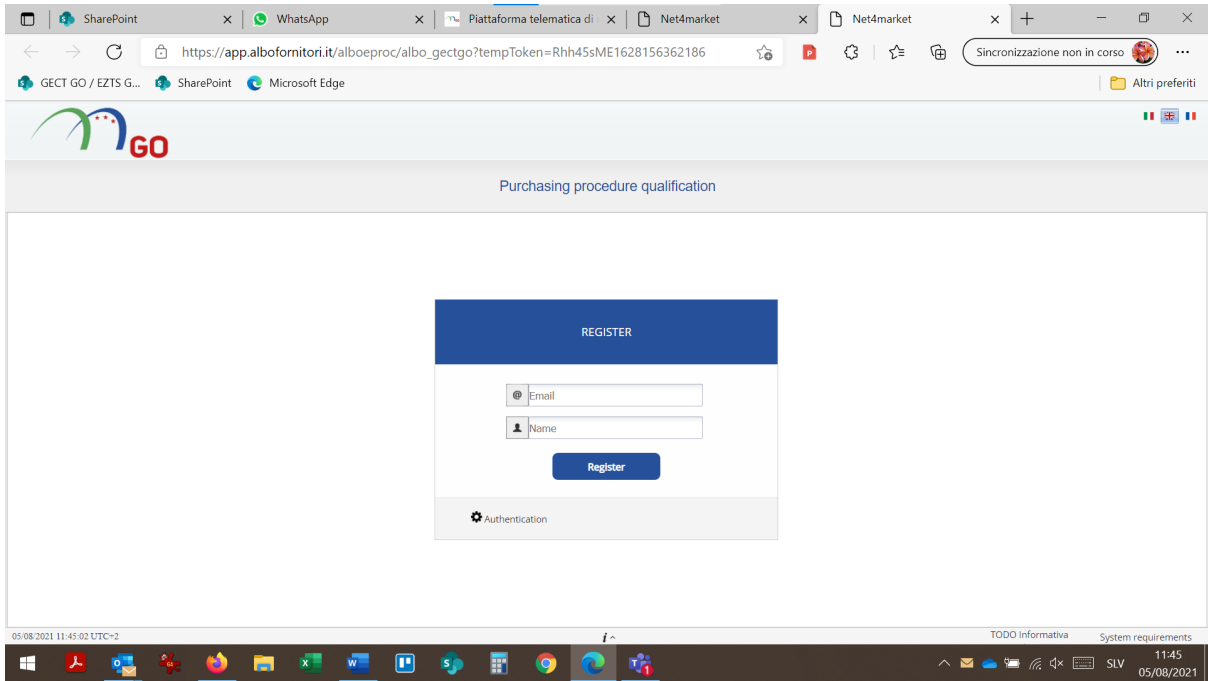 SharePoint
WhatsApp
Piattaforma telematica di
Net4market
Net4market
https://app.albofornitori.it/alboeproc/albo_gectgo?tempToken=Rhh45sME1628156362186
Sincronizzazione non in corso
GECT GO / EZTS G...
SharePoint
Microsoft Edge
Altri preferiti
GO
Purchasing procedure qualification
REGISTER
@ Email
Name
Register
Authentication
05/08/2021 11:45:02 UTC+2
i
TODO Informativa
System requirements
SLV
11:45
05/08/2021